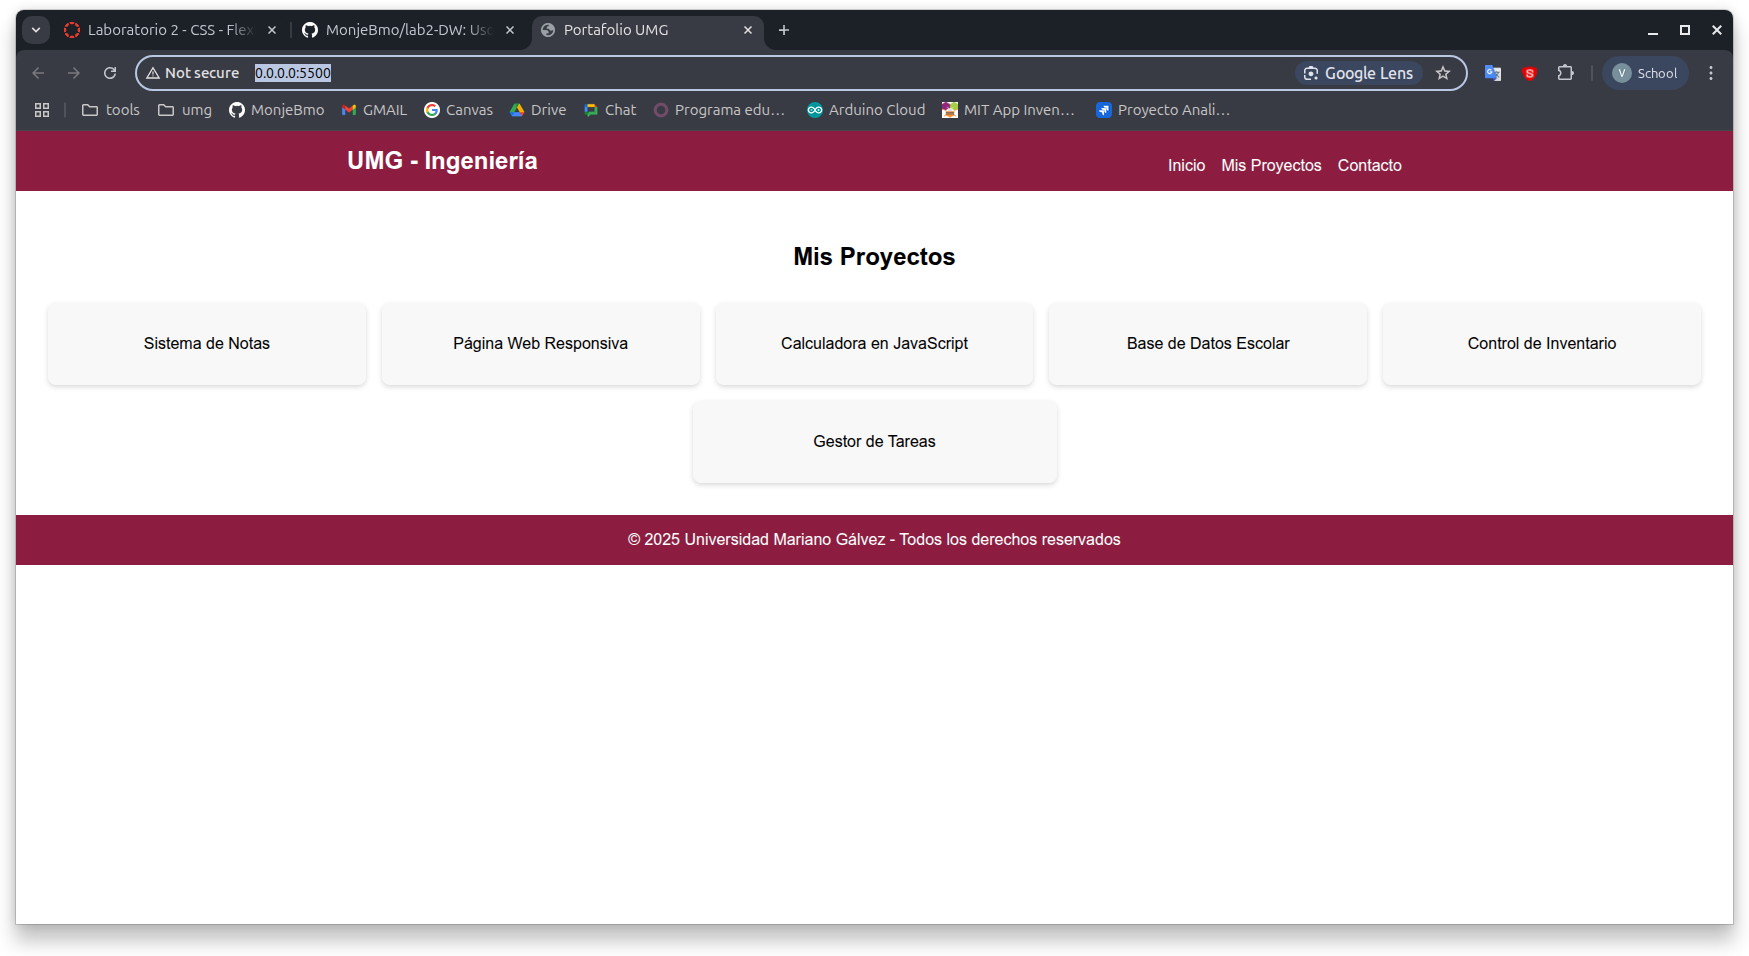 Laboratorio 2 - CSS - Flex
MonjeBmo/lab2-DW: Uso
Portafolio UMG
Not secure
0.0.0.0:5500
Google Lens
V School
tools
umg
MonjeBmo
GMAIL
Canvas
Drive
Chat
Programa edu...
Arduino Cloud
MIT App Inven...
Proyecto Anali...
UMG - Ingeniería
Inicio
Mis Proyectos
Contacto
Mis Proyectos
Sistema de Notas
Página Web Responsiva
Calculadora en JavaScript
Base de Datos Escolar
Control de Inventario
Gestor de Tareas
© 2025 Universidad Mariano Gálvez - Todos los derechos reservados